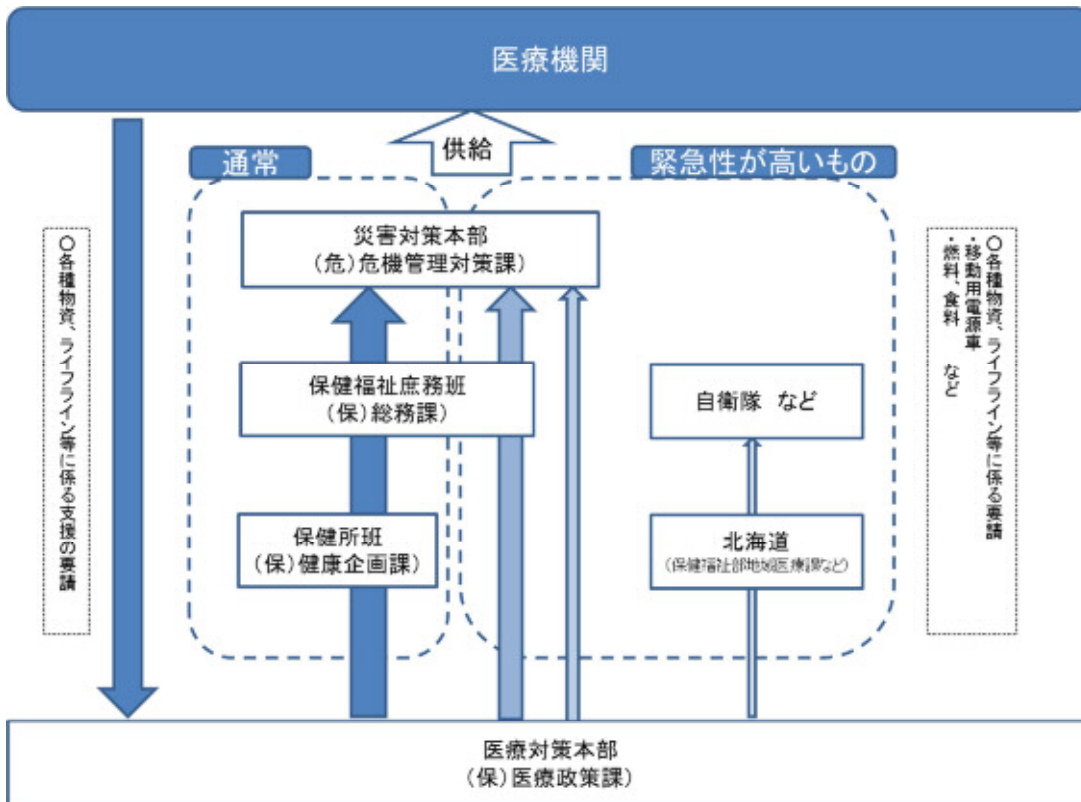 医療機関
供給
通常
緊急性が高いもの
災害対策本部
(危)危機管理対策課)
保健福祉庶務班
(保)総務課)
自衛隊 など
保健所班
(保)健康企画課)
北海道
(保健福祉部地域医療課など)
○各種物資、ライフライン等に係る支援の要請
○各種物資、ライフライン等に係る要請
・移動用電源車
・燃料、食料 など
医療対策本部
(保)医療政策課)